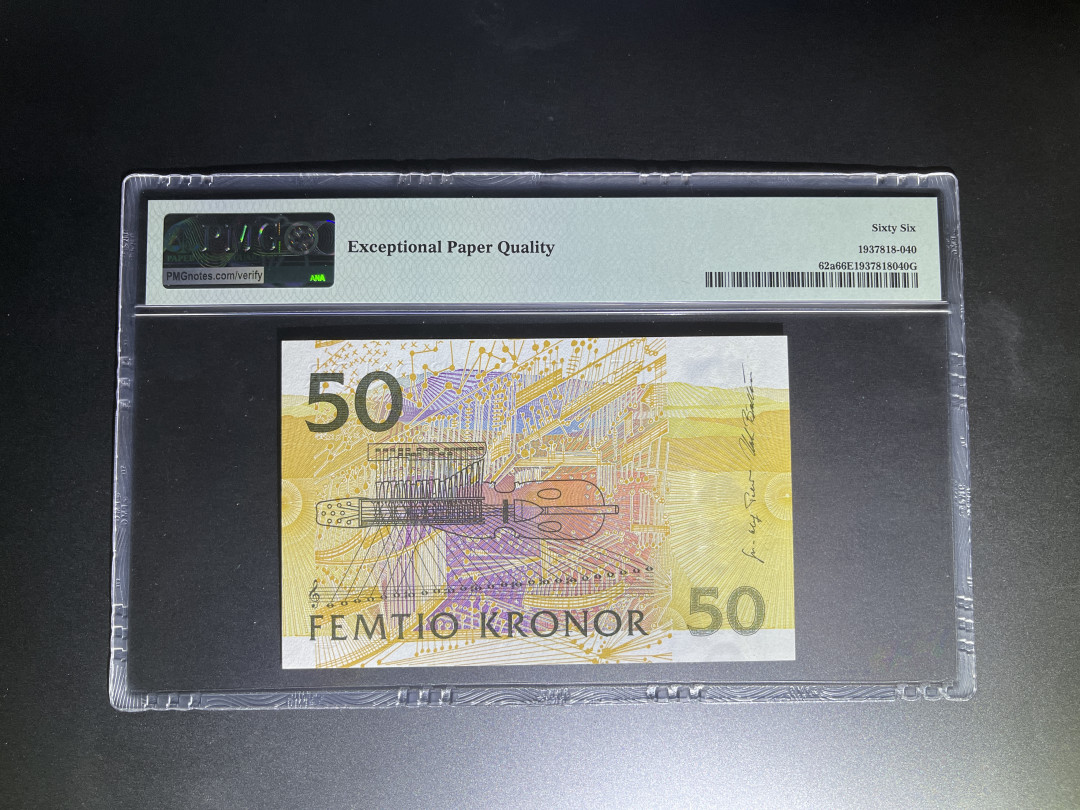 PMG
PMGnotes.com/verify
ANA
Exceptional Paper Quality
Sixty Six
1937818-040
62a66E1937818040G
50
FEMTIO KRONOR
50